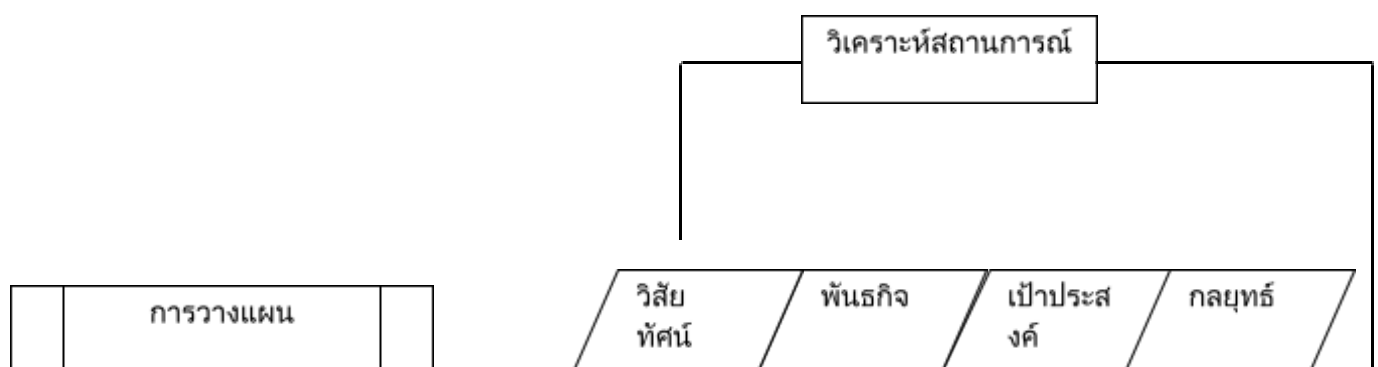 วิเคราะห์สถานการณ์
การวางแผน
วิสัย
ทัศน์
พันธกิจ
เป้าประส
งค์
กลยุทธ์